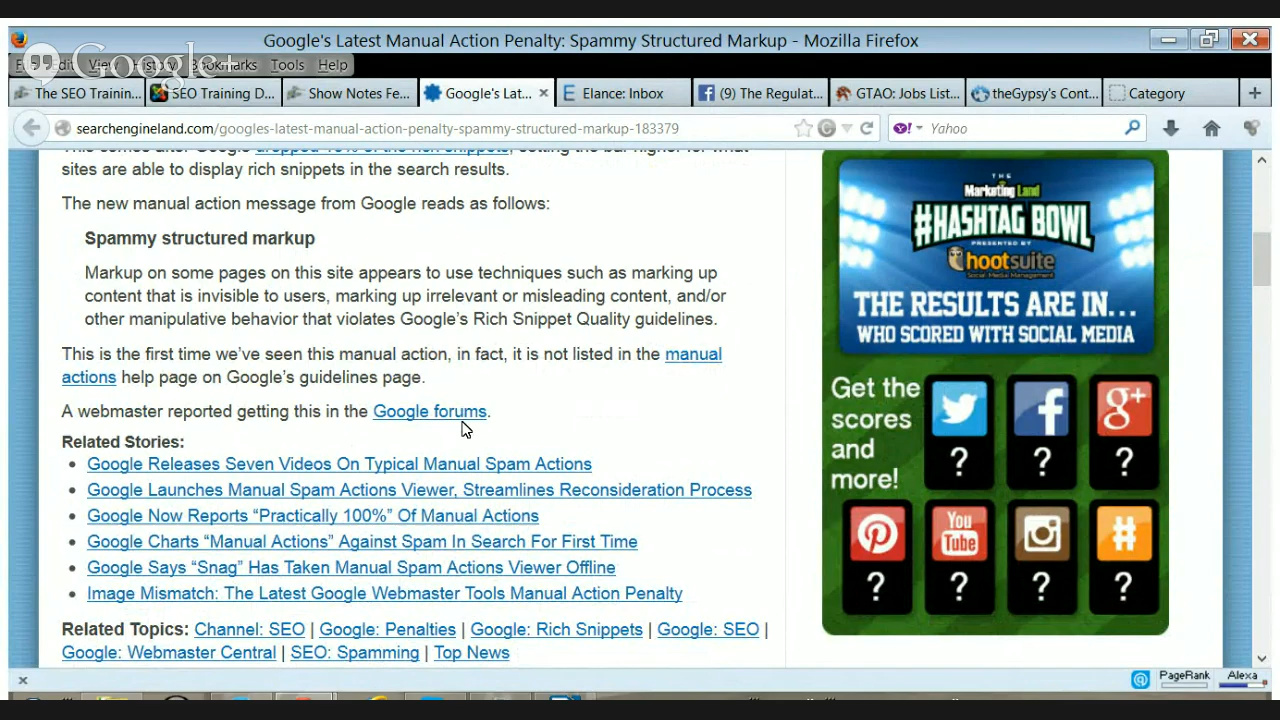 Google's Latest Manual Action Penalty: Spammy Structured Markup - Mozilla Firefox
Google+
View History Bookmarks Tools Help
The SEO Trainin... SEO Training D... Show Notes Fe... Google's Lat... Elance: Inbox (9) The Regulat... GTAO: Jobs List... theGypsy's Cont... Category
searchengineland.com/googles-latest-manual-action-penalty-spammy-structured-markup-183379
Yahoo
sites are able to display rich snippets in the search results.
The new manual action message from Google reads as follows:
Spammy structured markup
Markup on some pages on this site appears to use techniques such as marking up
content that is invisible to users, marking up irrelevant or misleading content, and/or
other manipulative behavior that violates Google's Rich Snippet Quality guidelines.
This is the first time we've seen this manual action, in fact, it is not listed in the manual
actions help page on Google's guidelines page.
A webmaster reported getting this in the Google forums.
Related Stories:
Google Releases Seven Videos On Typical Manual Spam Actions
Google Launches Manual Spam Actions Viewer, Streamlines Reconsideration Process
Google Now Reports “Practically 100%” Of Manual Actions
Google Charts “Manual Actions” Against Spam In Search For First Time
Google Says “Snag” Has Taken Manual Spam Actions Viewer Offline
Image Mismatch: The Latest Google Webmaster Tools Manual Action Penalty
Related Topics: Channel: SEO | Google: Penalties | Google: Rich Snippets | Google: SEO |
Google: Webmaster Central | SEO: Spamming | Top News
THE
Marketing Land
#HASHTAG BOWL
PRESENTED BY
hootsuite
Social Media Management
THE RESULTS ARE IN...
WHO SCORED WITH SOCIAL MEDIA
Get the
scores
and
more!
? ? ?
You
Tube
#
? ? ? ?
PageRank Alexa